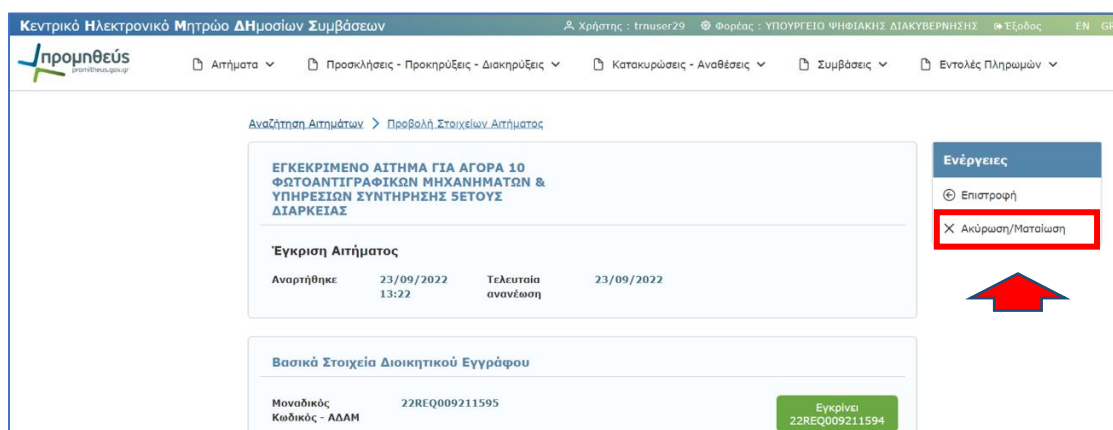 Κεντρικό Ηλεκτρονικό Μητρώο ΔΗμοσίων Συμβάσεων
Χρήστης : trnuser29 Φορέας : ΥΠΟΥΡΓΕΙΟ ΨΗΦΙΑΚΗΣ ΔΙΑΚΥΒΕΡΝΗΣΗΣ Έξοδος EN GR
προμηθεύς
promitheus.gov.gr
Αιτήματα Προσκλήσεις - Προκηρύξεις - Διακηρύξεις Κατακυρώσεις - Αναθέσεις Συμβάσεις Εντολές Πληρωμών
Αναζήτηση Αιτημάτων > Προβολή Στοιχείων Αιτήματος
ΕΓΚΕΚΡΙΜΕΝΟ ΑΙΤΗΜΑ ΓΙΑ ΑΓΟΡΑ 10
ΦΩΤΟΑΝΤΙΓΡΑΦΙΚΩΝ ΜΗΧΑΝΗΜΑΤΩΝ &
ΥΠΗΡΕΣΙΩΝ ΣΥΝΤΗΡΗΣΗΣ 5ΕΤΟΥΣ
ΔΙΑΡΚΕΙΑΣ
Έγκριση Αιτήματος
Αναρτήθηκε 23/09/2022 Τελευταία 23/09/2022
13:22 ανανέωση
Ενέργειες
Επιστροφή
Ακύρωση/Ματαίωση
Βασικά Στοιχεία Διοικητικού Εγγράφου
Μοναδικός 22REQ009211595
Κωδικός - ΑΔΑΜ
Εγκρίνει
22REQ009211594